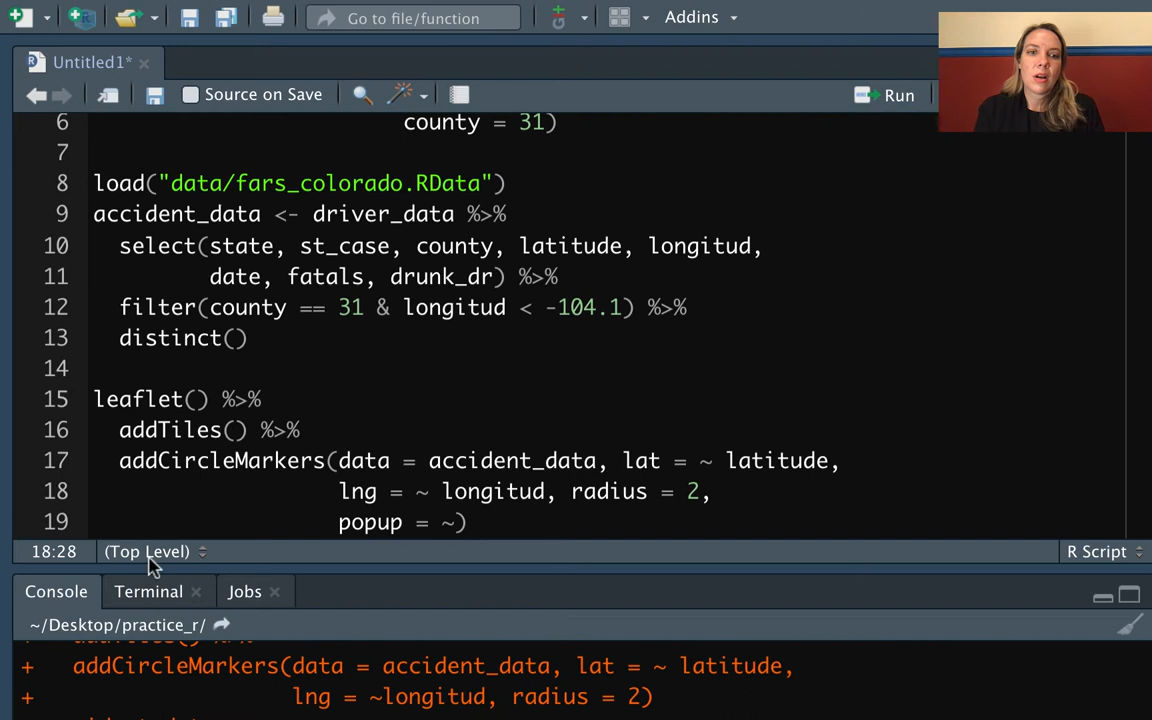 Go to file/function
Addins
Untitled1*
Source on Save
Run
6 county = 31)
7
8 load("data/fars_colorado.RData")
9 accident_data <- driver_data %>%
10 select(state, st_case, county, latitude, longitud,
11 date, fatals, drunk_dr) %>%
12 filter(county == 31 & longitud < -104.1) %>%
13 distinct()
14
15 leaflet() %>%
16 addTiles() %>%
17 addCircleMarkers(data = accident_data, lat = ~ latitude,
18 lng = ~ longitud, radius = 2,
19 popup = ~)
18:28 (Top Level) R Script
Console Terminal Jobs
~/Desktop/practice_r/
+ addCircleMarkers(data = accident_data, lat = ~ latitude,
+ lng = ~longitud, radius = 2)